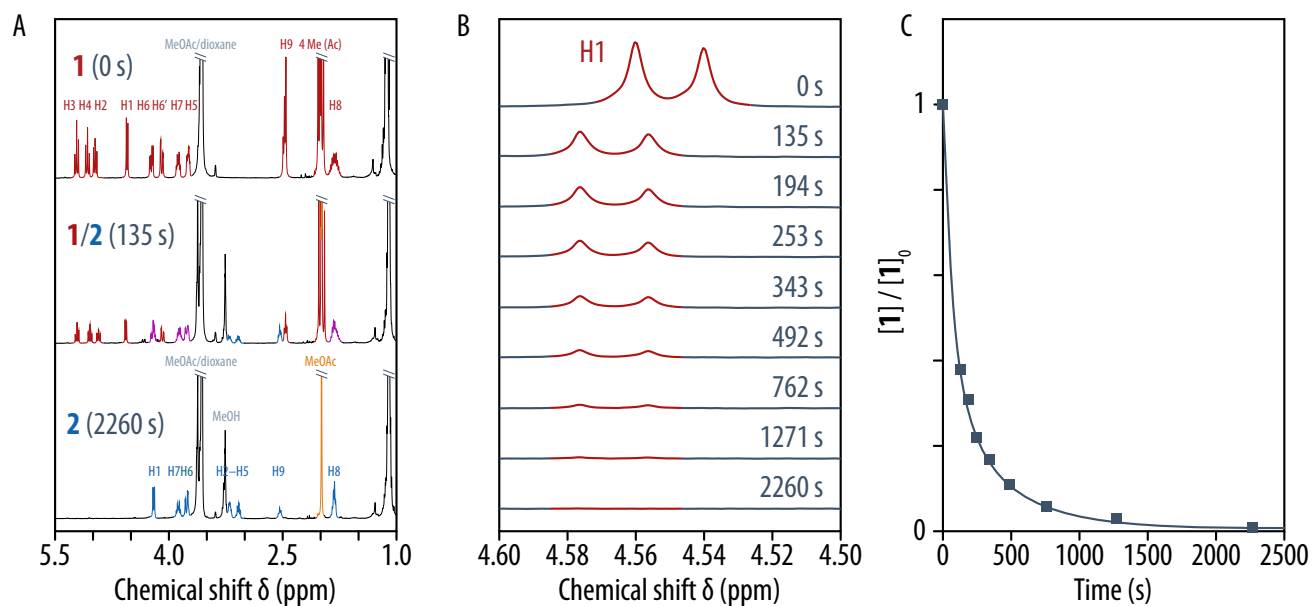 A
MeOAc/dioxane
H9 4 Me (Ac)
1 (0 s)
H3 H4 H2 H1 H6 H6′ H7 H5 H8
1/2 (135 s)
MeOAc/dioxane
MeOAc
2 (2260 s)
MeOH
H1 H7 H6 H2–H5 H9 H8
5.5 4.0 2.5 1.0
Chemical shift δ (ppm)
B
H1
0 s
135 s
194 s
253 s
343 s
492 s
762 s
1271 s
2260 s
4.60 4.58 4.56 4.54 4.52 4.50
Chemical shift δ (ppm)
C
1
[1] / [1]0
0
0 500 1000 1500 2000 2500
Time (s)